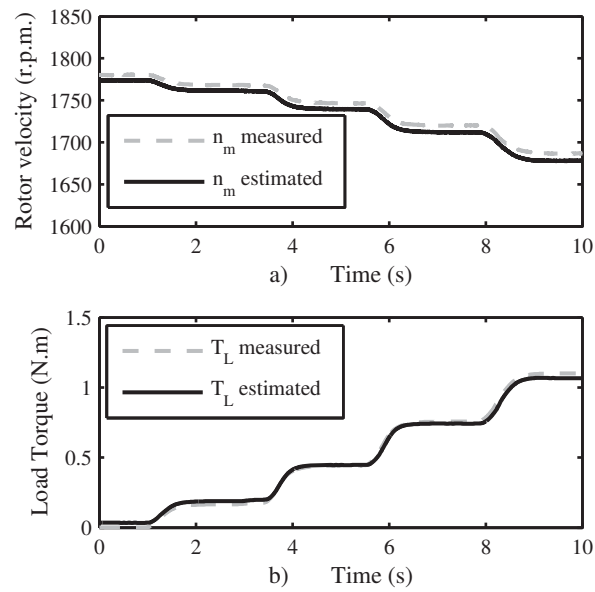 1850
1800
1750
1700
1650
1600
Rotor velocity (r.p.m.)
n_m measured
n_m estimated
0 2 4 6 8 10
a) Time (s)
1.5
1
0.5
0
Load Torque (N.m)
T_L measured
T_L estimated
0 2 4 6 8 10
b) Time (s)